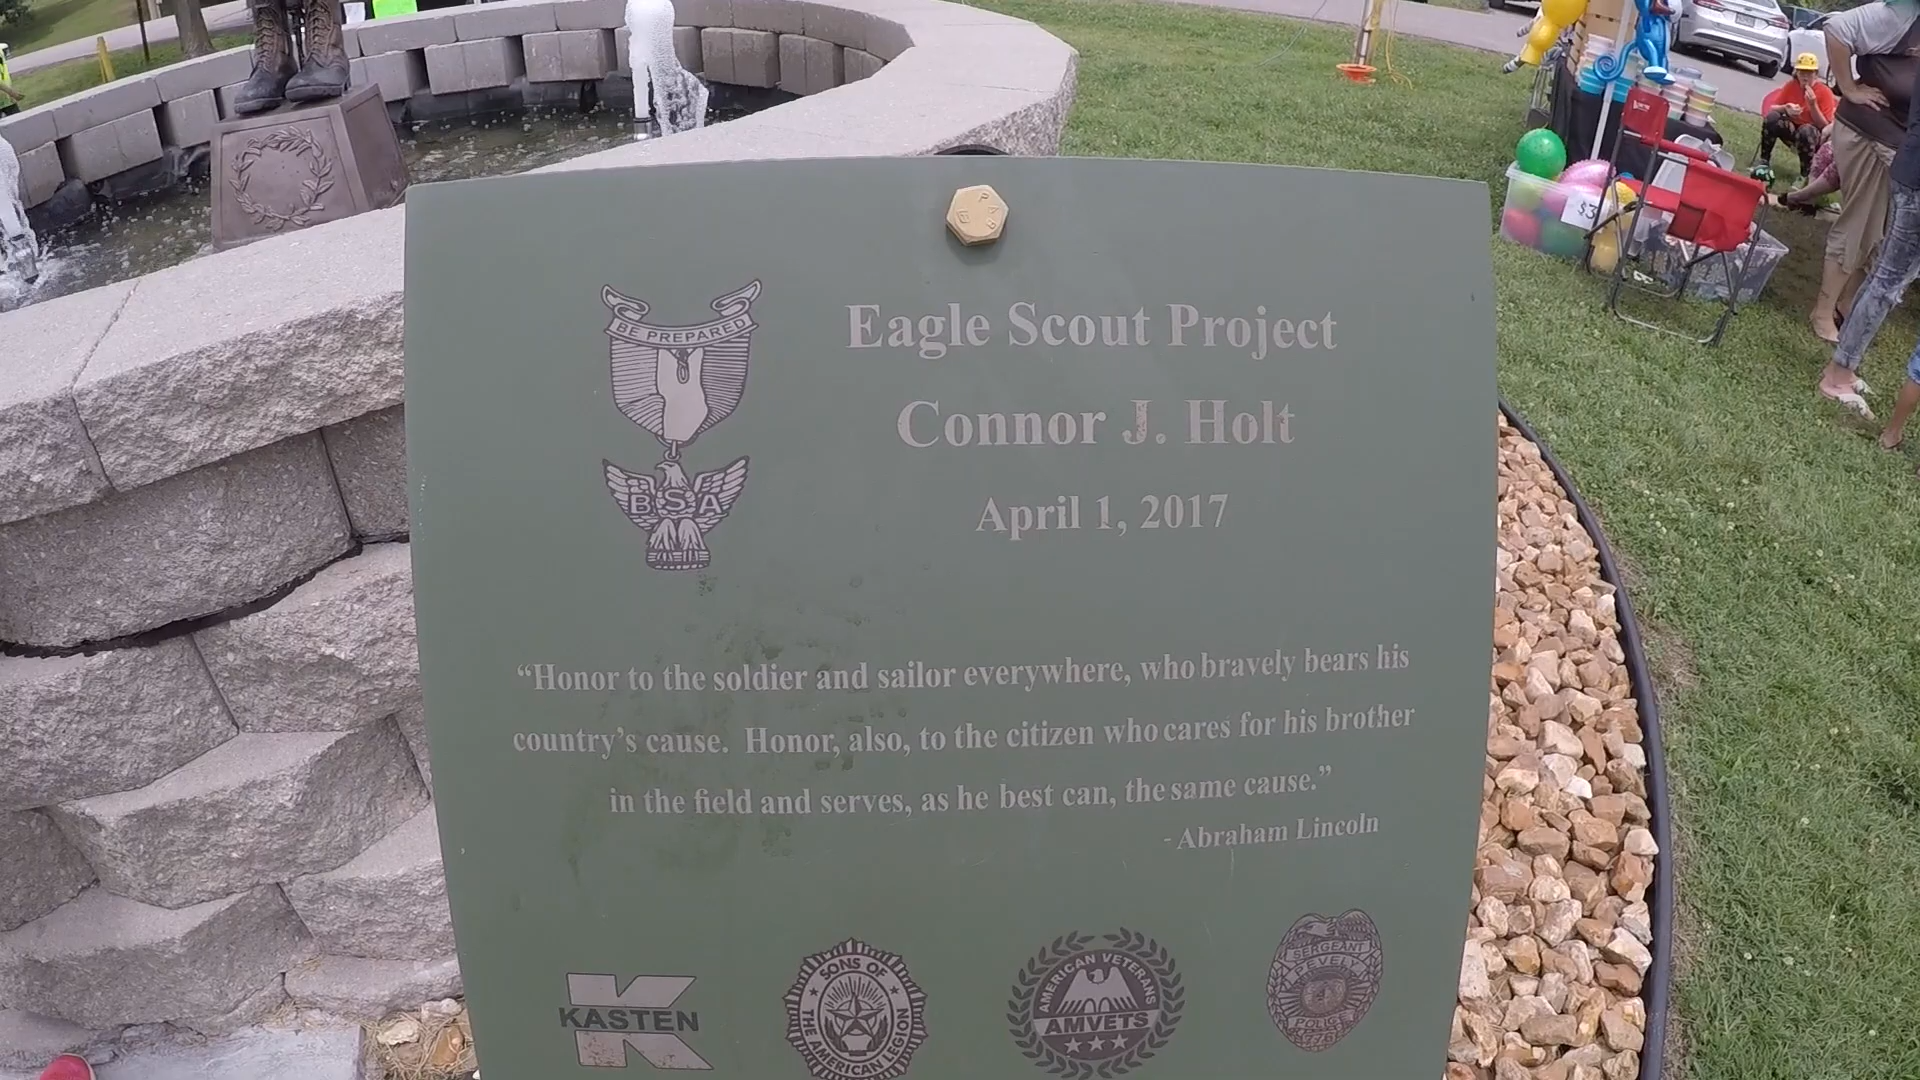 BE PREPARED
BSA
Eagle Scout Project
Connor J. Holt
April 1, 2017
“Honor to the soldier and sailor everywhere, who bravely bears his
country’s cause.  Honor, also, to the citizen who cares for his brother
in the field and serves, as he best can, the same cause.”
- Abraham Lincoln
K
KASTEN
SONS OF
THE AMERICAN LEGION
AMERICAN VETERANS
AMVETS
SERGEANT
PEVELY
POLICE
$3